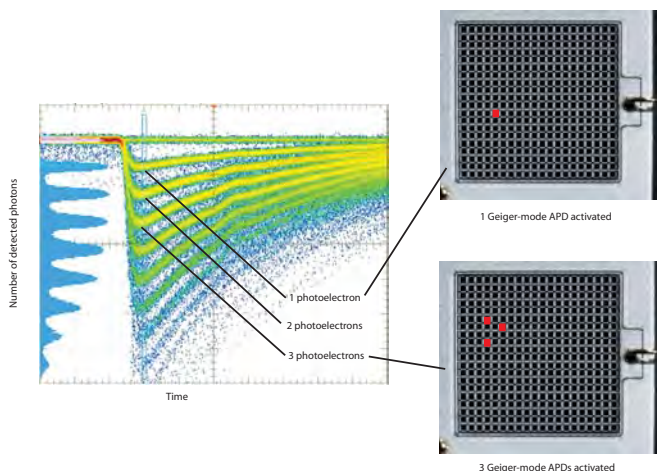 1 Geiger-mode APD activated
Number of detected photons
1 photoelectron
2 photoelectrons
3 photoelectrons
Time
3 Geiger-mode APDs activated